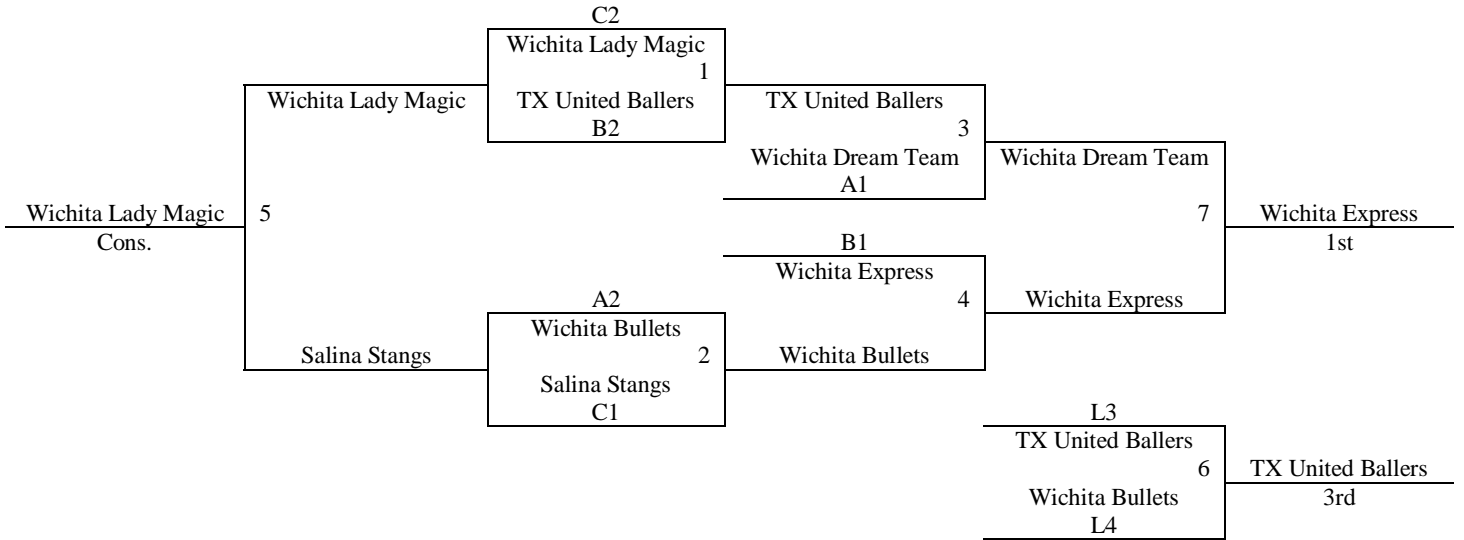 C2
Wichita Lady Magic
1
Wichita Lady Magic
TX United Ballers
TX United Ballers
B2
3
Wichita Dream Team
Wichita Dream Team
A1
Wichita Lady Magic
5
7
Wichita Express
Cons.
B1
1st
Wichita Express
A2
4
Wichita Express
Wichita Bullets
Salina Stangs
2
Wichita Bullets
Salina Stangs
C1
L3
TX United Ballers
6
TX United Ballers
Wichita Bullets
3rd
L4